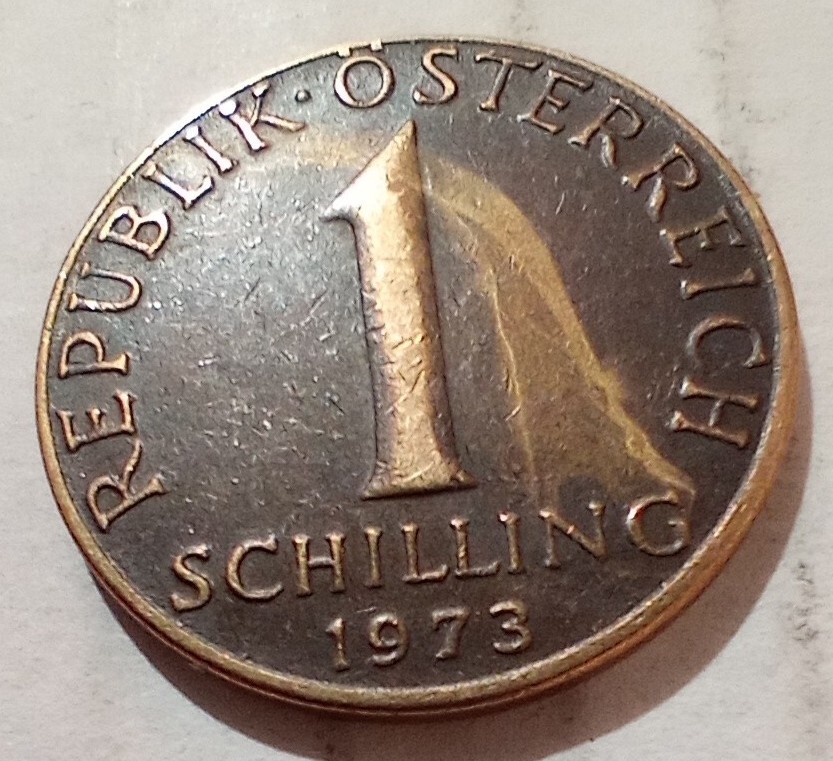 REPUBLIK · ÖSTERREICH
1
SCHILLING
1973